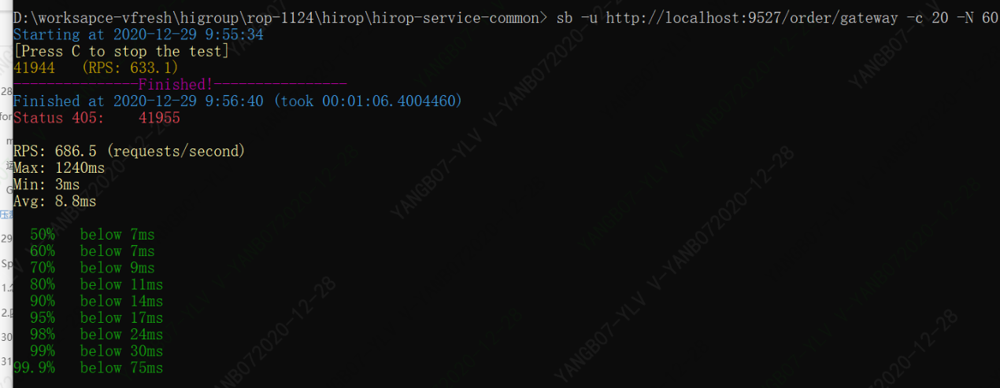 D:\worksapce-vfresh\higroup\rop-1124\hirop\hirop-service-common> sb -u http://localhost:9527/order/gateway -c 20 -N 60
Starting at 2020-12-29 9:55:34
[Press C to stop the test]
41944 (RPS: 633.1)
---------------Finished!----------------
Finished at 2020-12-29 9:56:40 (took 00:01:06.4004460)
Status 405: 41955
RPS: 686.5 (requests/second)
Max: 1240ms
Min: 3ms
Avg: 8.8ms
50% below 7ms
60% below 7ms
70% below 9ms
80% below 11ms
90% below 14ms
95% below 17ms
98% below 24ms
99% below 30ms
99.9% below 75ms